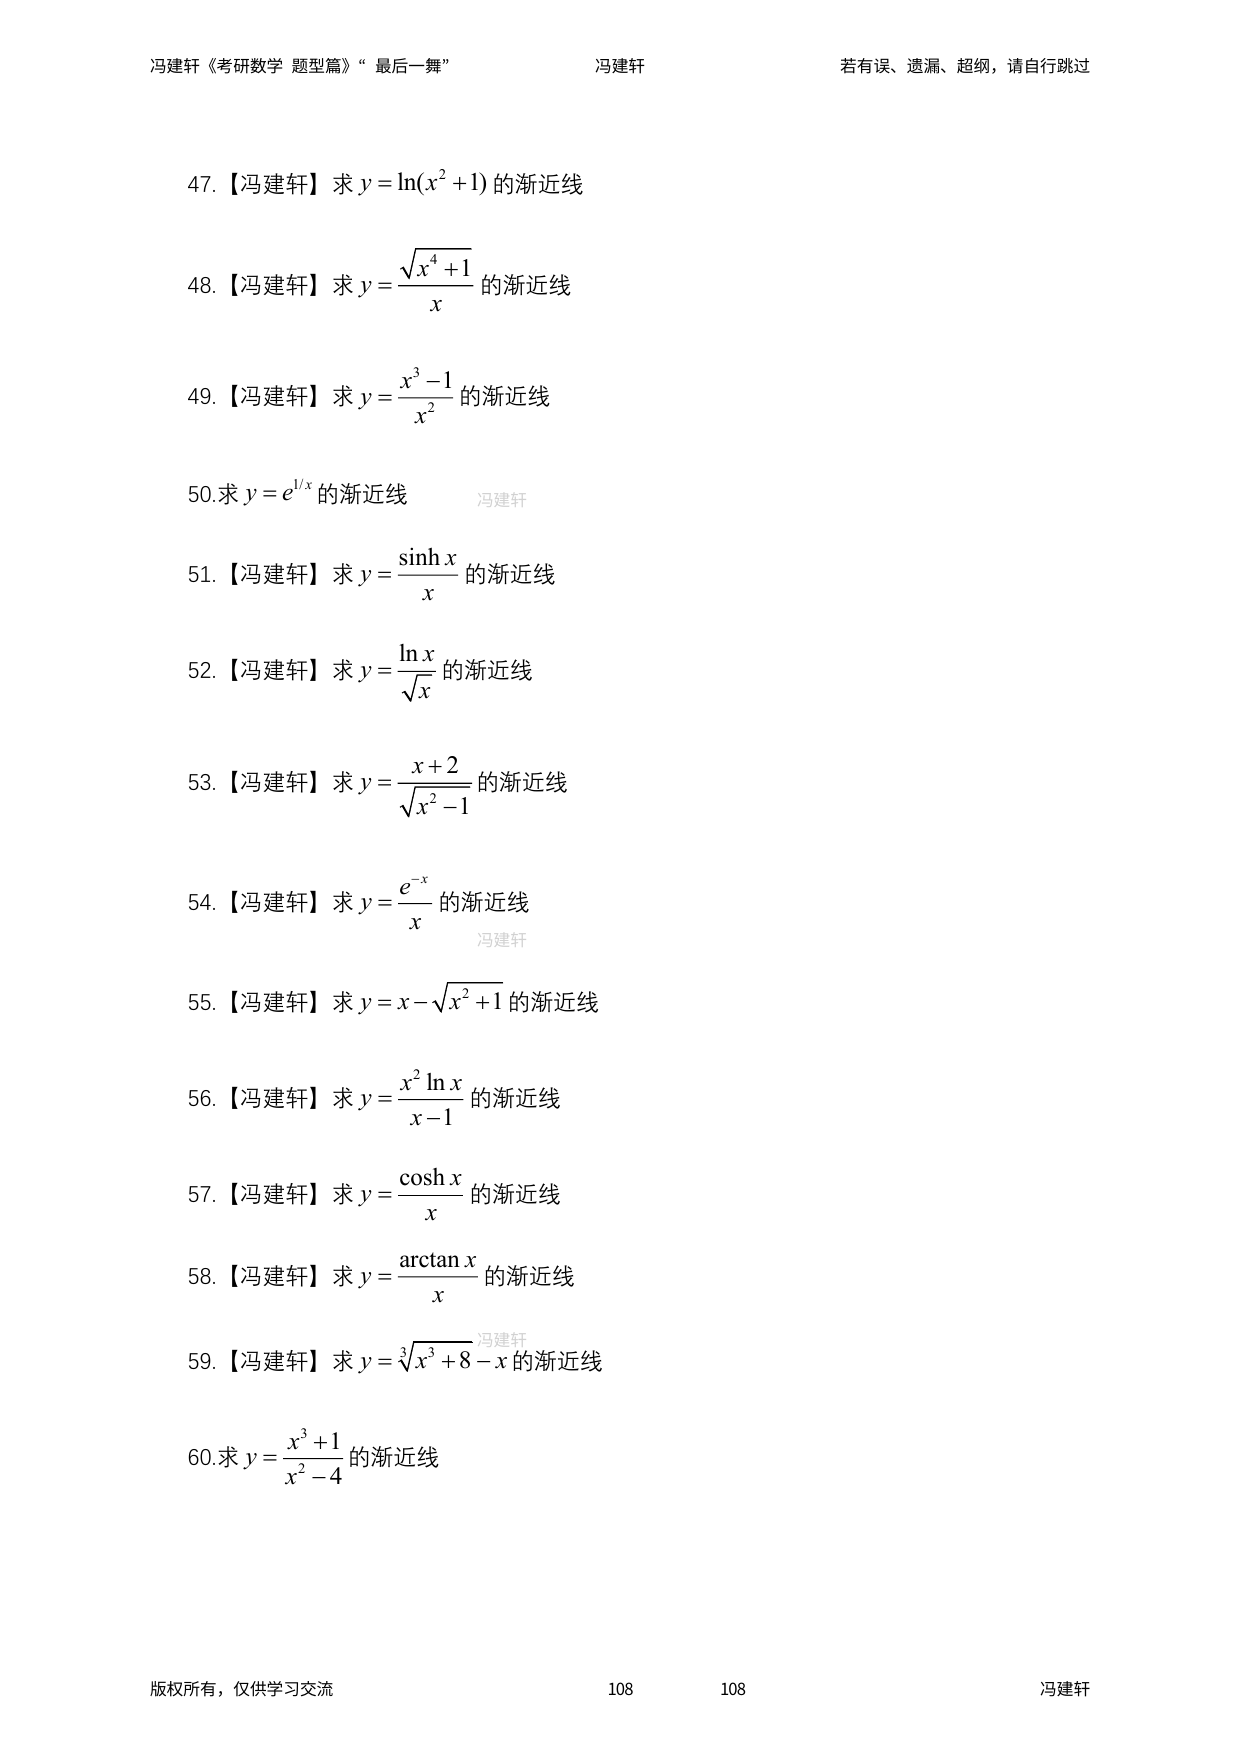 冯建轩《考研数学 题型篇》“ 最后一舞” 冯建轩 若有误、遗漏、超纲，请自行跳过
47.【冯建轩】求 y = ln(x² + 1) 的渐近线
48.【冯建轩】求 y = √(x⁴ + 1) / x 的渐近线
49.【冯建轩】求 y = (x³ − 1) / x² 的渐近线
50.求 y = e^{1/x} 的渐近线
冯建轩
51.【冯建轩】求 y = sinh x / x 的渐近线
52.【冯建轩】求 y = ln x / √x 的渐近线
53.【冯建轩】求 y = (x + 2) / √(x² − 1) 的渐近线
54.【冯建轩】求 y = e^{−x} / x 的渐近线
冯建轩
55.【冯建轩】求 y = x − √(x² + 1) 的渐近线
56.【冯建轩】求 y = x² ln x / (x − 1) 的渐近线
57.【冯建轩】求 y = cosh x / x 的渐近线
58.【冯建轩】求 y = arctan x / x 的渐近线
冯建轩
59.【冯建轩】求 y = ∛(x³ + 8) − x 的渐近线
60.求 y = (x³ + 1) / (x² − 4) 的渐近线
版权所有，仅供学习交流 108 108 冯建轩